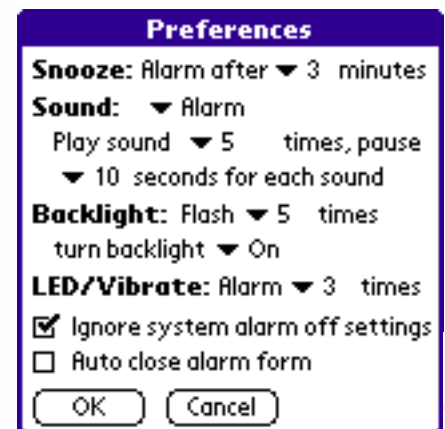 Preferences
Snooze: Alarm after 3 minutes
Sound: Alarm
Play sound 5 times, pause
10 seconds for each sound
Backlight: Flash 5 times
turn backlight On
LED/Vibrate: Alarm 3 times
Ignore system alarm off settings
Auto close alarm form
OK Cancel